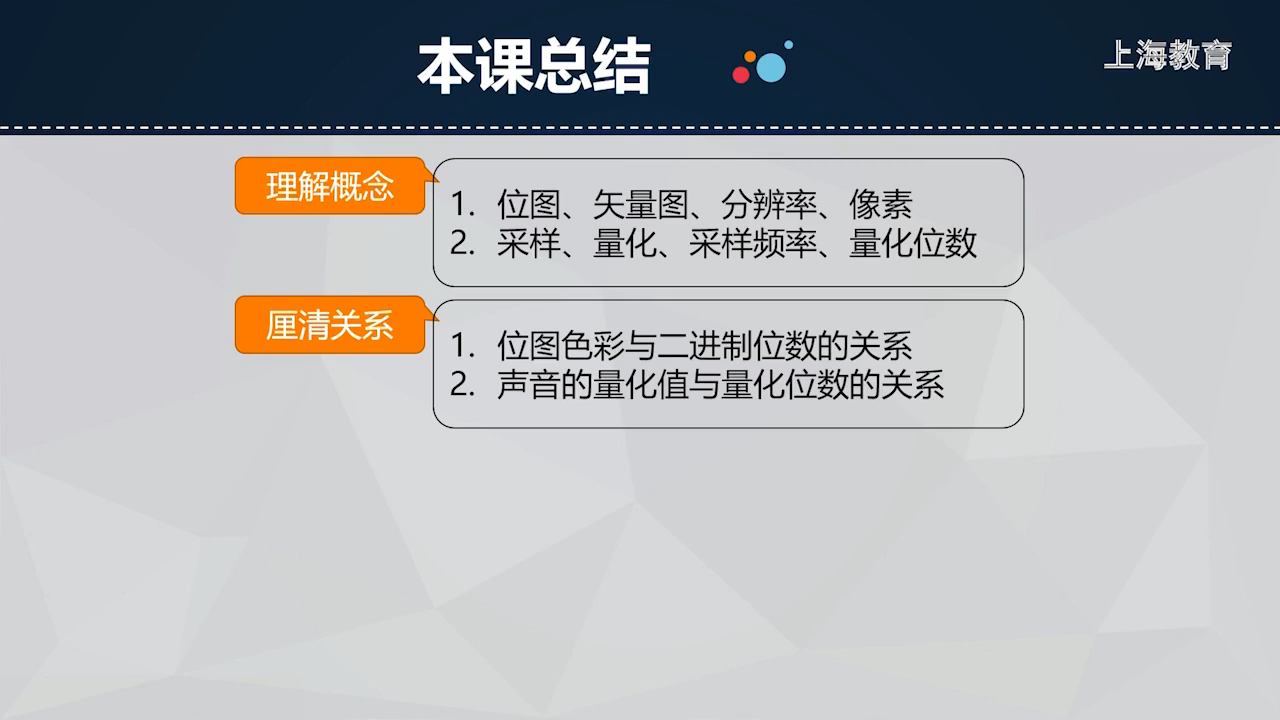 本课总结
上海教育
理解概念
1. 位图、矢量图、分辨率、像素
2. 采样、量化、采样频率、量化位数
厘清关系
1. 位图色彩与二进制位数的关系
2. 声音的量化值与量化位数的关系